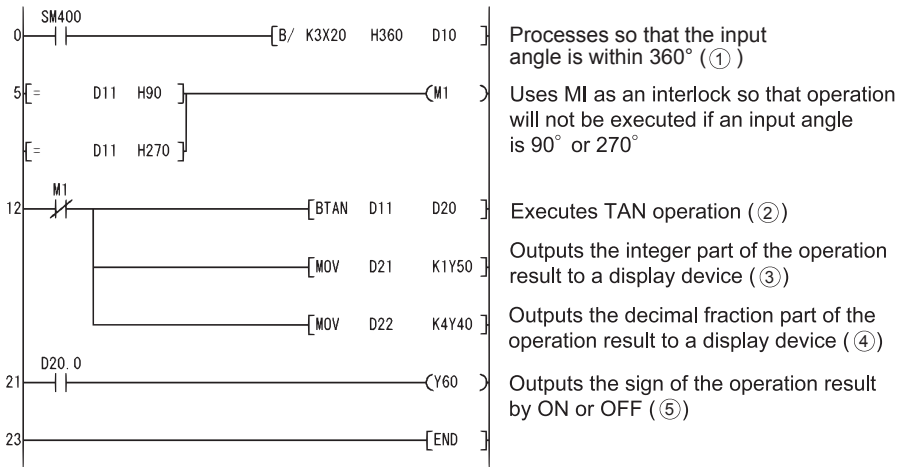 SM400
0 [B/ K3X20 H360 D10 ]
Processes so that the input
angle is within 360° (①)
5 [= D11 H90 ] (M1 )
Uses MI as an interlock so that operation
will not be executed if an input angle
is 90° or 270°
[= D11 H270 ]
M1
12 [BTAN D11 D20 ]
Executes TAN operation (②)
Outputs the integer part of the operation
[MOV D21 K1Y50 ]
result to a display device (③)
Outputs the decimal fraction part of the
[MOV D22 K4Y40 ]
operation result to a display device (④)
D20.0
21 (Y60 )
Outputs the sign of the operation result
by ON or OFF (⑤)
23 [END ]